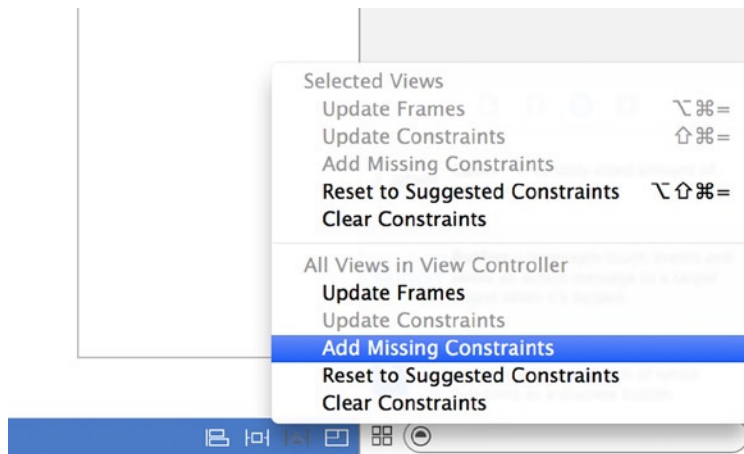 Selected Views
Update Frames ⌥⌘=
Update Constraints ⇧⌘=
Add Missing Constraints
Reset to Suggested Constraints ⌥⇧⌘=
Clear Constraints
All Views in View Controller
Update Frames
Update Constraints
Add Missing Constraints
Reset to Suggested Constraints
Clear Constraints